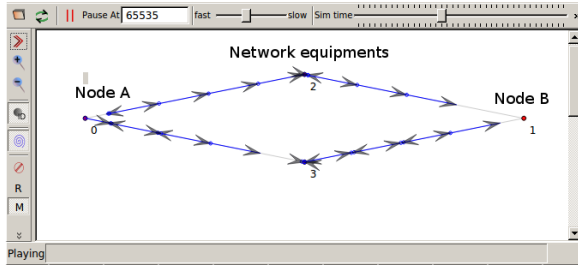 Pause At 65535 fast slow Sim time
Network equipments
Node A
2
Node B
0
1
3
R
M
Playing